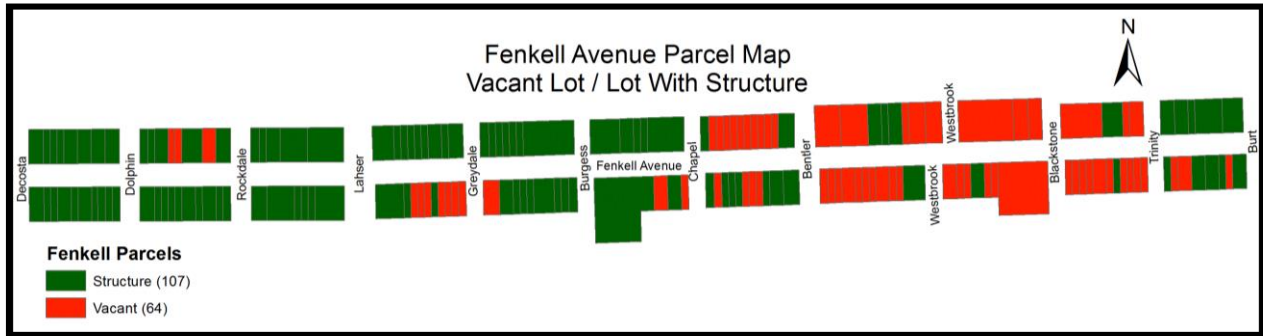 Fenkell Avenue Parcel Map
Vacant Lot / Lot With Structure
N
Decosta
Dolphin
Rockdale
Lahser
Greydale
Burgess
Fenkell Avenue
Chapel
Bentler
Westbrook
Westbrook
Blackstone
Trinity
Burt
Fenkell Parcels
Structure (107)
Vacant (64)